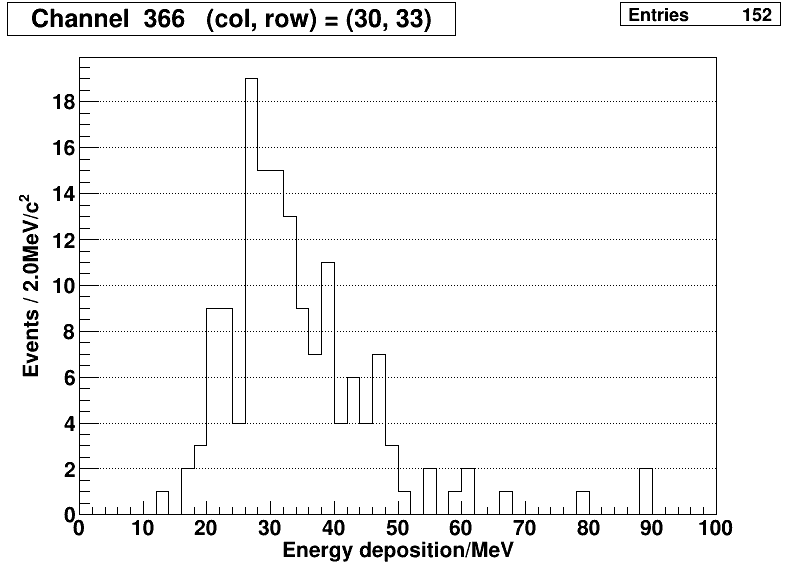 Channel 366 (col, row) = (30, 33)
Entries 152
Events / 2.0MeV/c²
18
16
14
12
10
8
6
4
2
0
0 10 20 30 40 50 60 70 80 90 100
Energy deposition/MeV